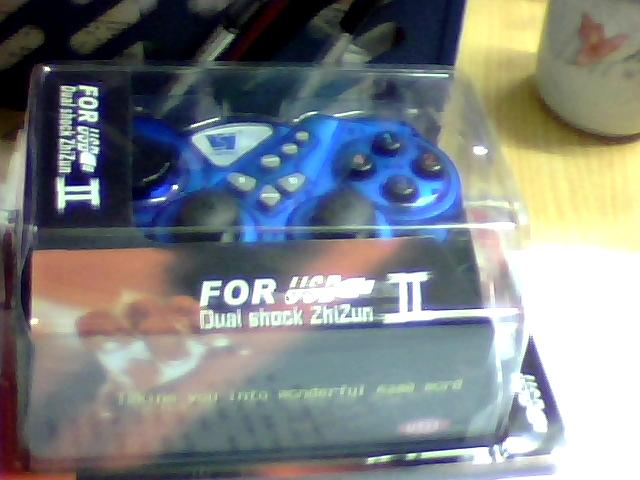 FOR USB
Dual shock ZhiZun II
FOR USB
Dual shock ZhiZun II
Taking you into wonderful game word